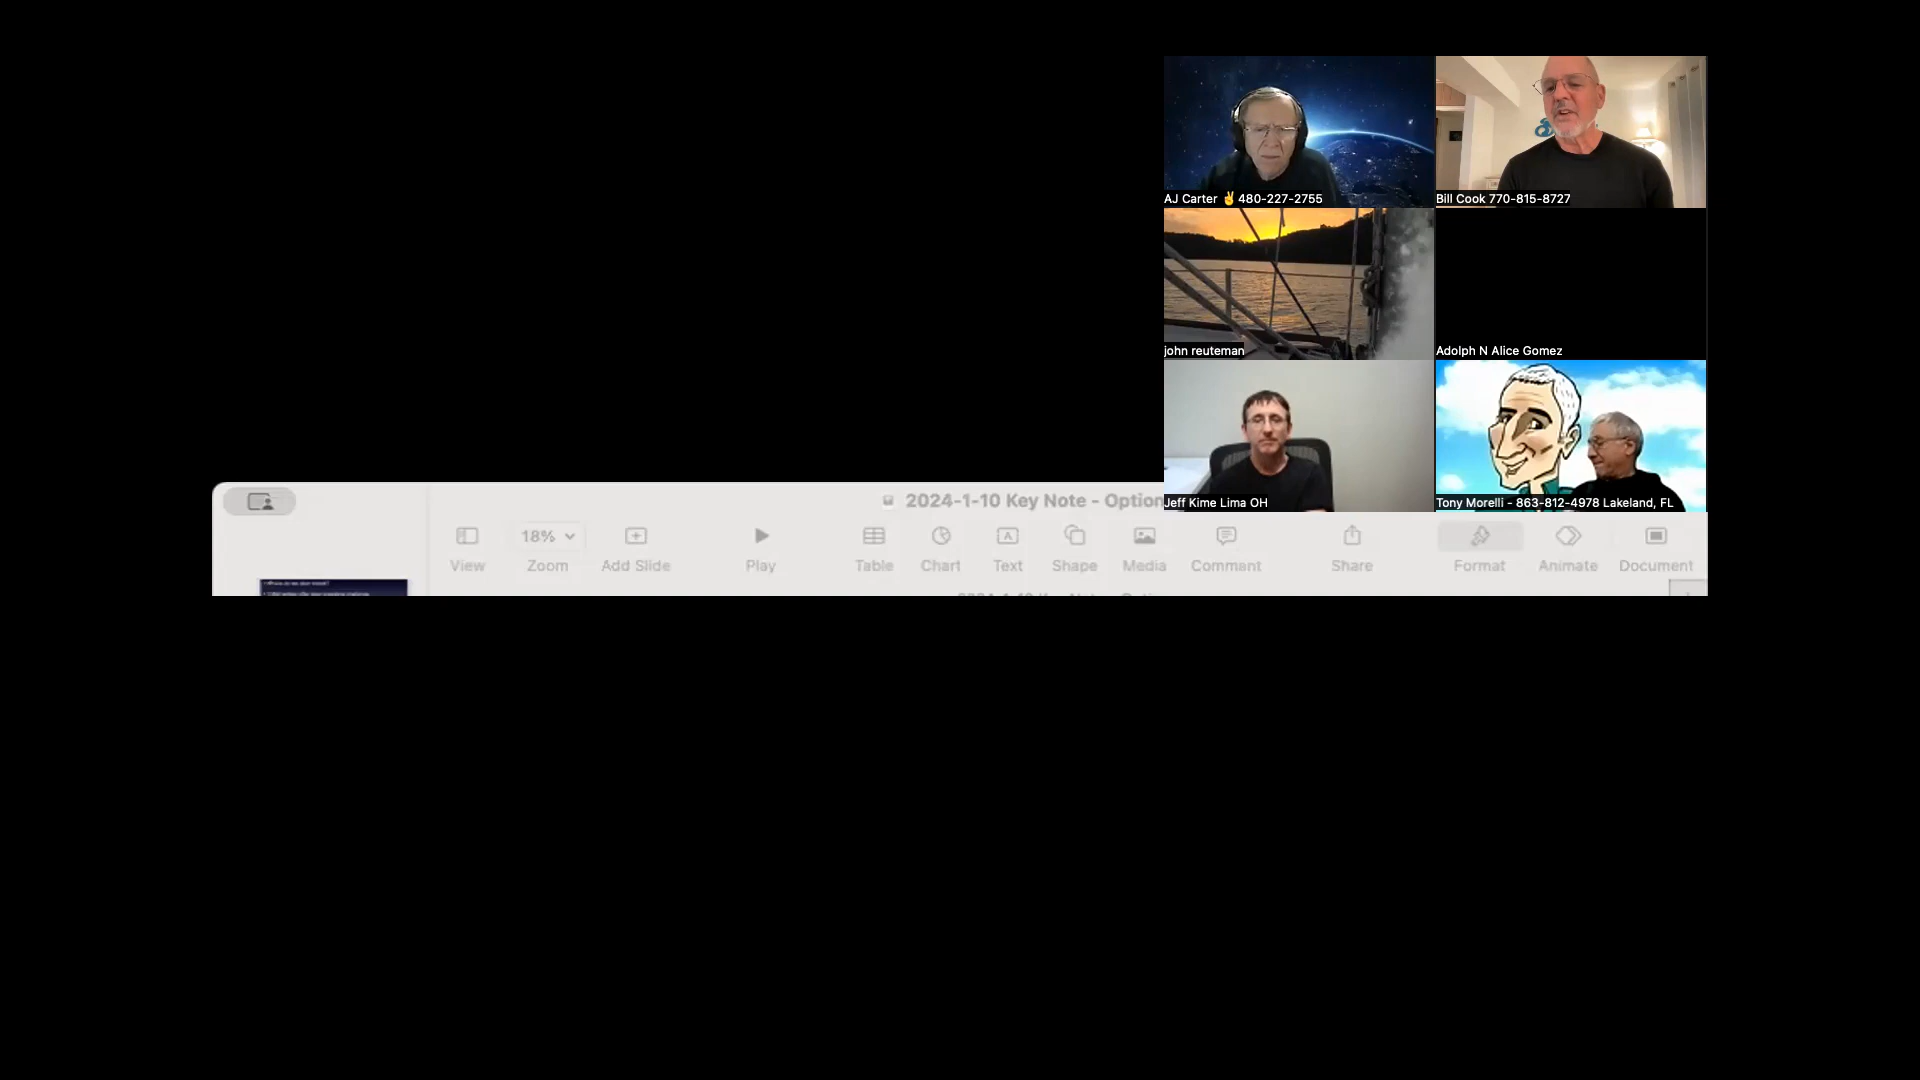 AJ Carter ✌ 480-227-2755
Bill Cook 770-815-8727
john reuteman
Adolph N Alice Gomez
Jeff Kime Lima OH
Tony Morelli - 863-812-4978 Lakeland, FL
2024-1-10 Key Note - Option
18%
View
Zoom
Add Slide
Play
Table
Chart
Text
Shape
Media
Comment
Share
Format
Animate
Document